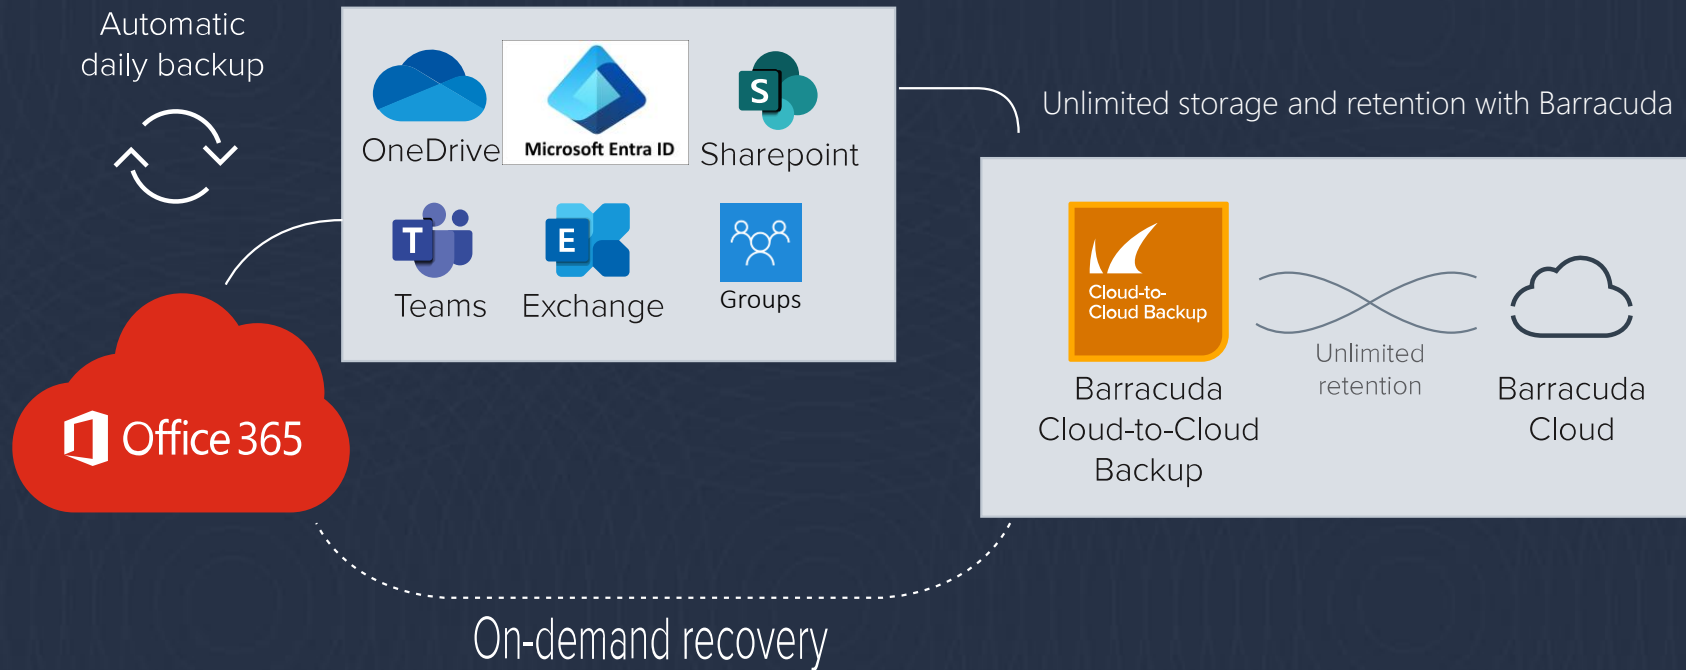 Automatic
daily backup
OneDrive
Microsoft Entra ID
S
Sharepoint
T
Teams
E
Exchange
Groups
Office 365
Unlimited storage and retention with Barracuda
Cloud-to-
Cloud Backup
Barracuda
Cloud-to-Cloud
Backup
Unlimited
retention
Barracuda
Cloud
On-demand recovery